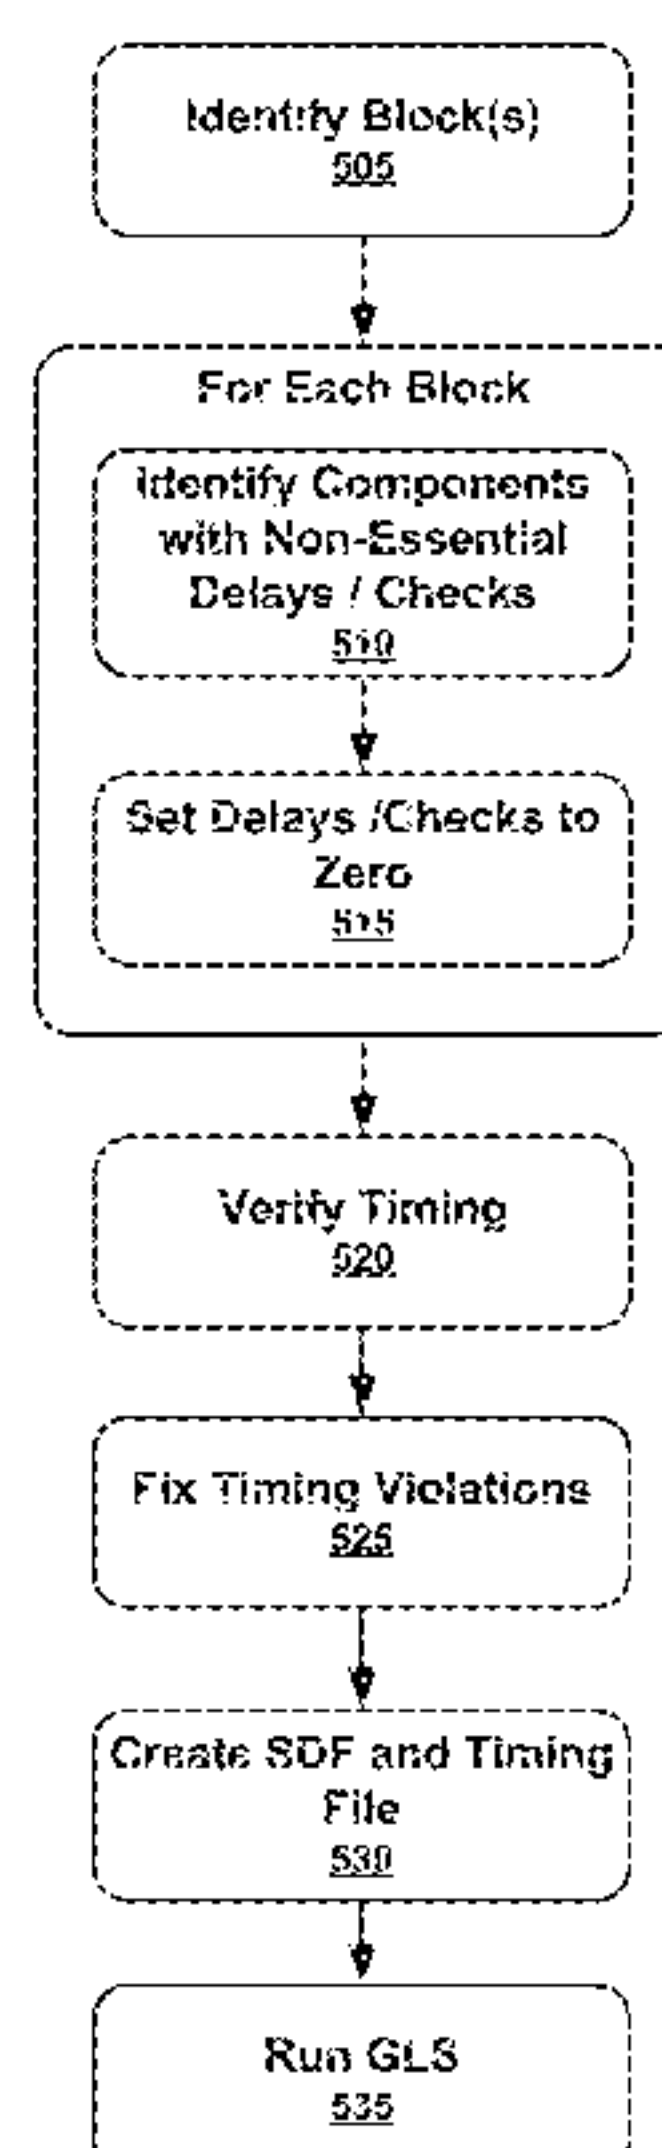 Identify Block(s)
505
For Each Block
Identify Components
with Non-Essential
Delays / Checks
510
Set Delays /Checks to
Zero
515
Verify Timing
520
Fix Timing Violations
525
Create SDF and Timing
File
530
Run GLS
535